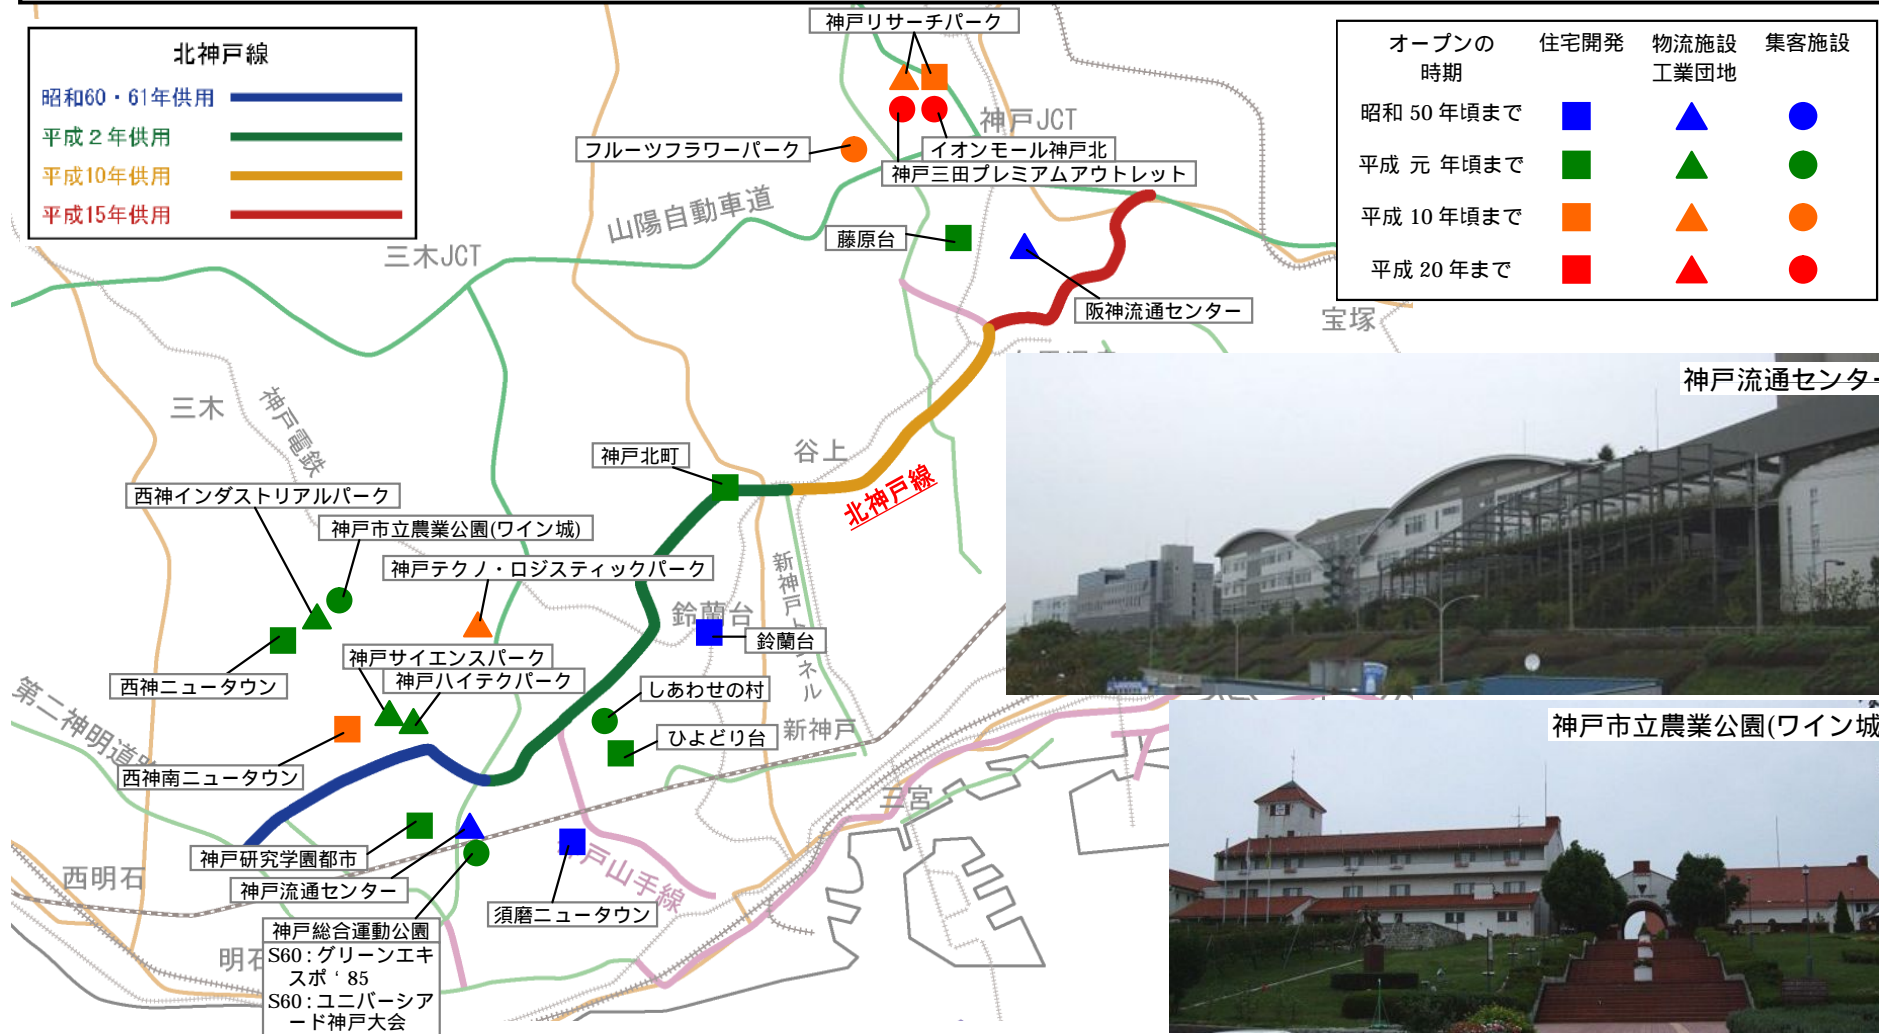 北神戸線
昭和60・61年供用
平成2年供用
平成10年供用
平成15年供用
オープンの
時期
住宅開発
物流施設
工業団地
集客施設
昭和 50 年頃まで
平成 元 年頃まで
平成 10 年頃まで
平成 20 年まで
神戸リサーチパーク
神戸JCT
フルーツフラワーパーク
イオンモール神戸北
神戸三田プレミアムアウトレット
山陽自動車道
三木JCT
藤原台
阪神流通センター
宝塚
三木
神戸電鉄
谷上
神戸北町
北神戸線
西神インダストリアルパーク
神戸市立農業公園(ワイン城)
神戸テクノ・ロジスティックパーク
鈴蘭台
鈴蘭台
神戸サイエンスパーク
神戸ハイテクパーク
西神ニュータウン
しあわせの村
新神戸
ひよどり台
第二神明道
西神南ニュータウン
三宮
神戸研究学園都市
西明石
神戸流通センター
戸山手線
須磨ニュータウン
神戸総合運動公園
明石
S60:グリーンエキ
スポ‘85
S60:ユニバーシア
ード神戸大会
神戸流通センター
神戸市立農業公園(ワイン城